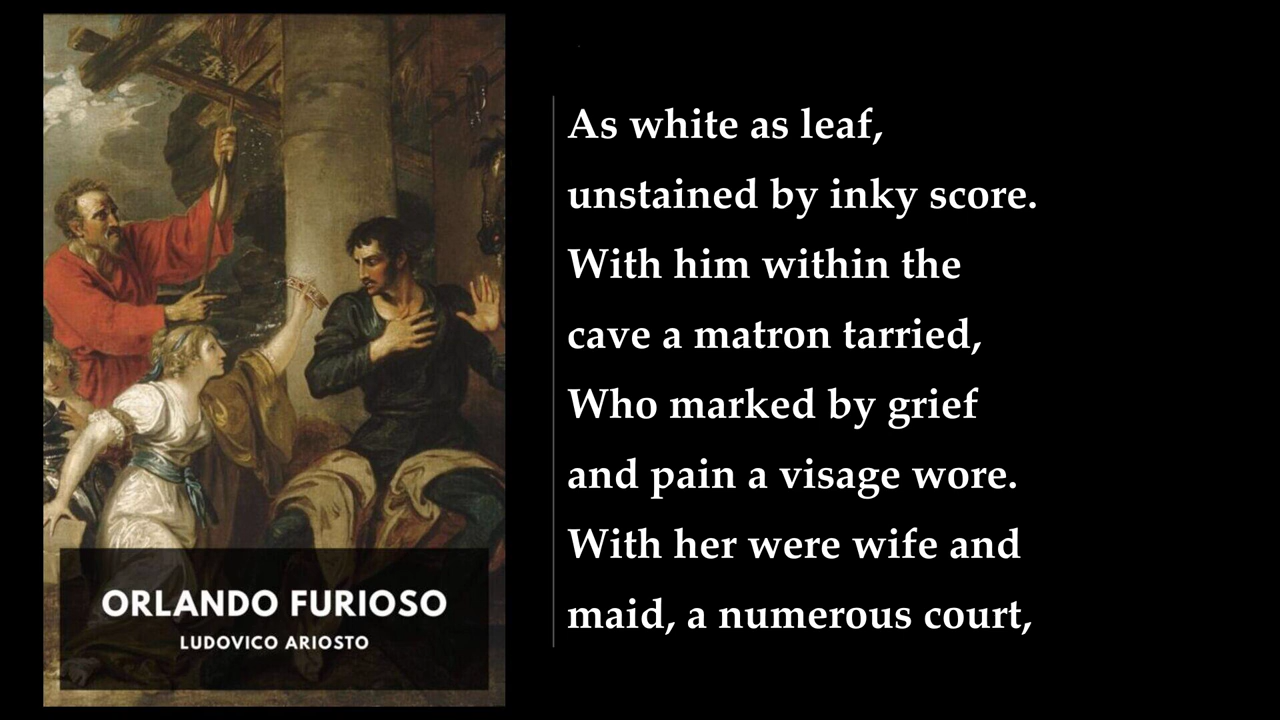 ORLANDO FURIOSO
LUDOVICO ARIOSTO
As white as leaf,
unstained by inky score.
With him within the
cave a matron tarried,
Who marked by grief
and pain a visage wore.
With her were wife and
maid, a numerous court,